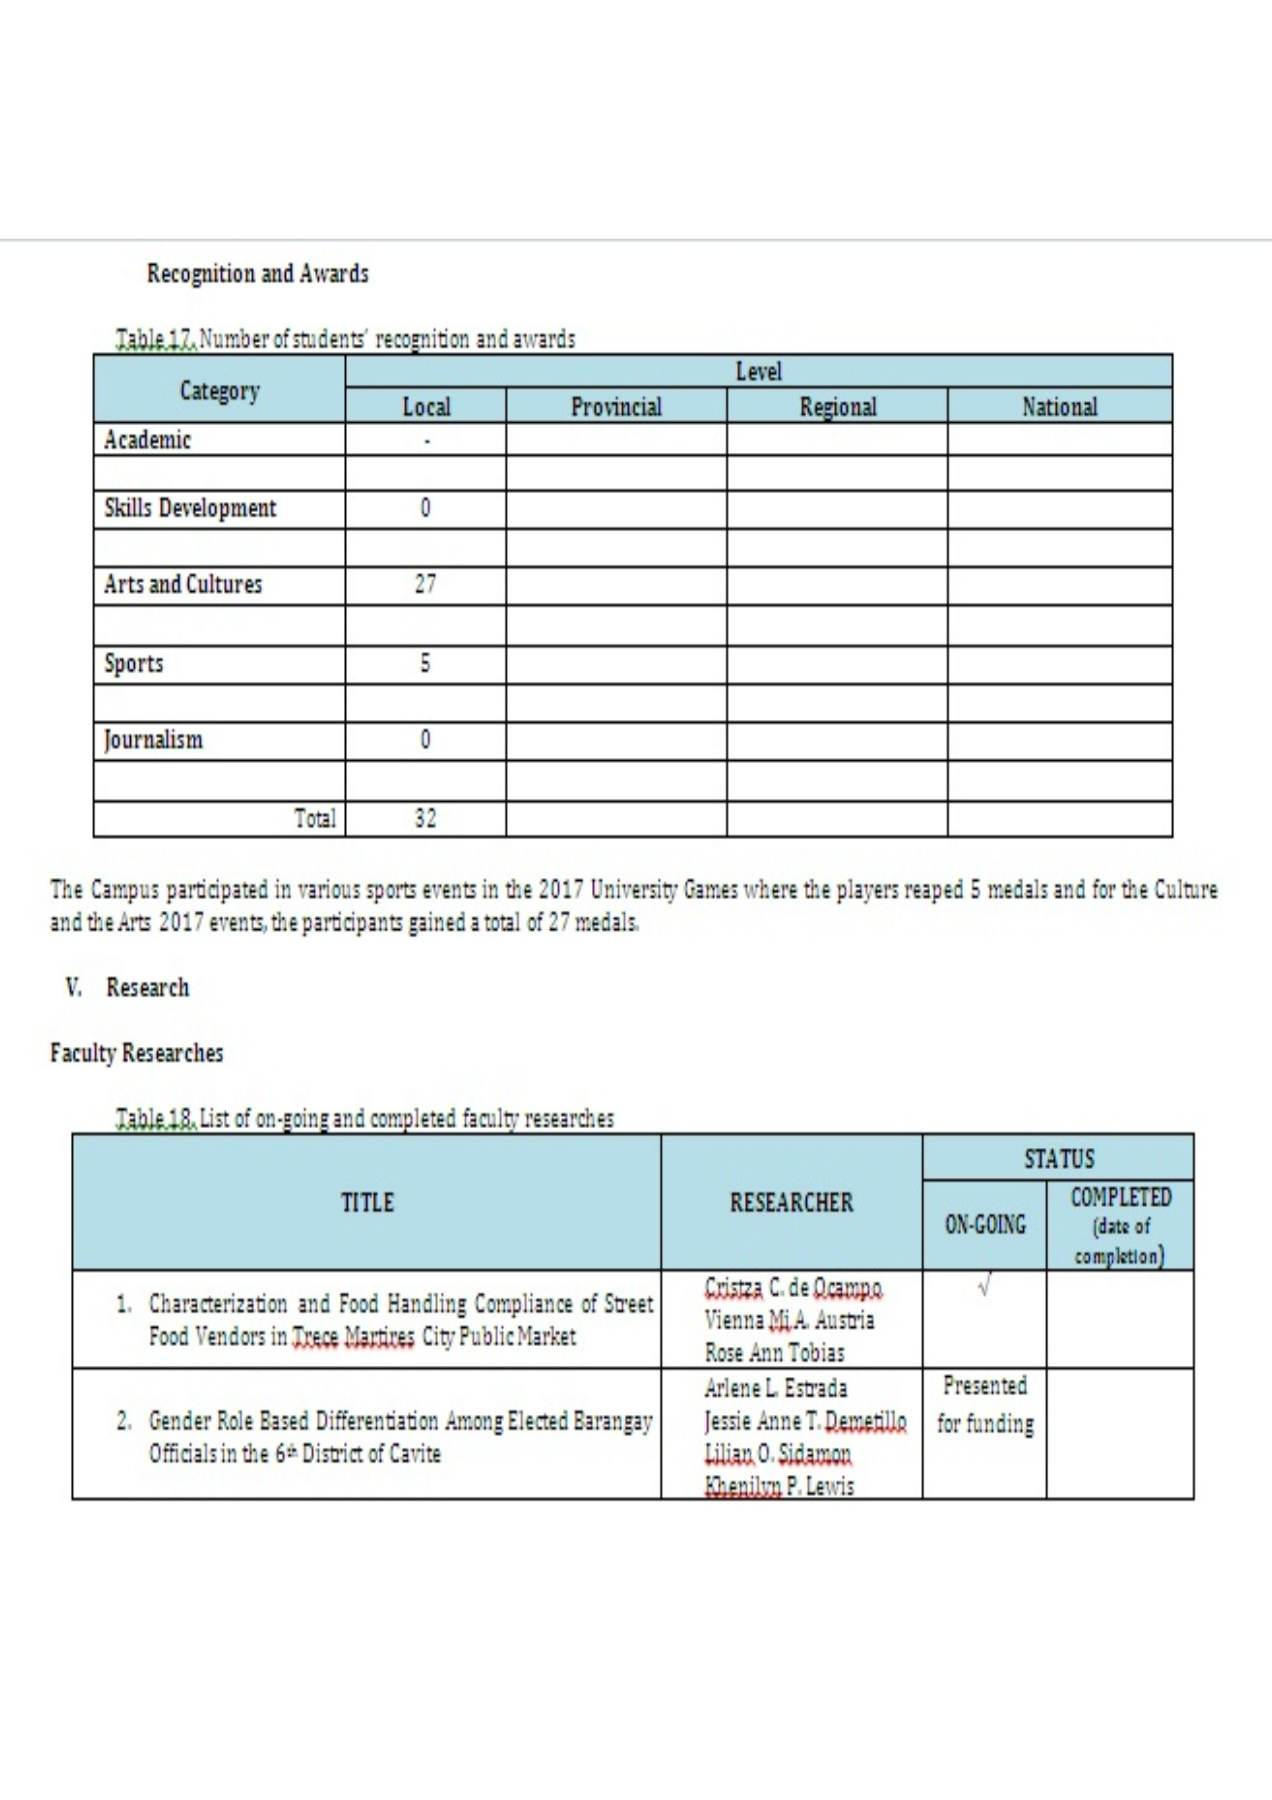 Recognition and Awards
Table 17. Number of students' recognition and awards
Category
Level
Local Provincial Regional National
Academic -
Skills Development 0
Arts and Cultures 27
Sports 5
Journalism 0
Total 32
The Campus participated in various sports events in the 2017 University Games where the players reaped 5 medals and for the Culture
and the Arts 2017 events, the participants gained a total of 27 medals.
V. Research
Faculty Researches
Table 18. List of on-going and completed faculty researches
TITLE
RESEARCHER
STATUS
ON-GOING
COMPLETED
(date of
completion)
1. Characterization and Food Handling Compliance of Street
Food Vendors in Trece Martires City Public Market
Cristza C. de Ocampo
Vienna Mi A. Austria
Rose Ann Tobias
√
2. Gender Role Based Differentiation Among Elected Barangay
Officials in the 6th District of Cavite
Arlene L. Estrada
Jessie Anne T. Demetillo
Lilian O. Sidamon
Khenilyn P. Lewis
Presented
for funding